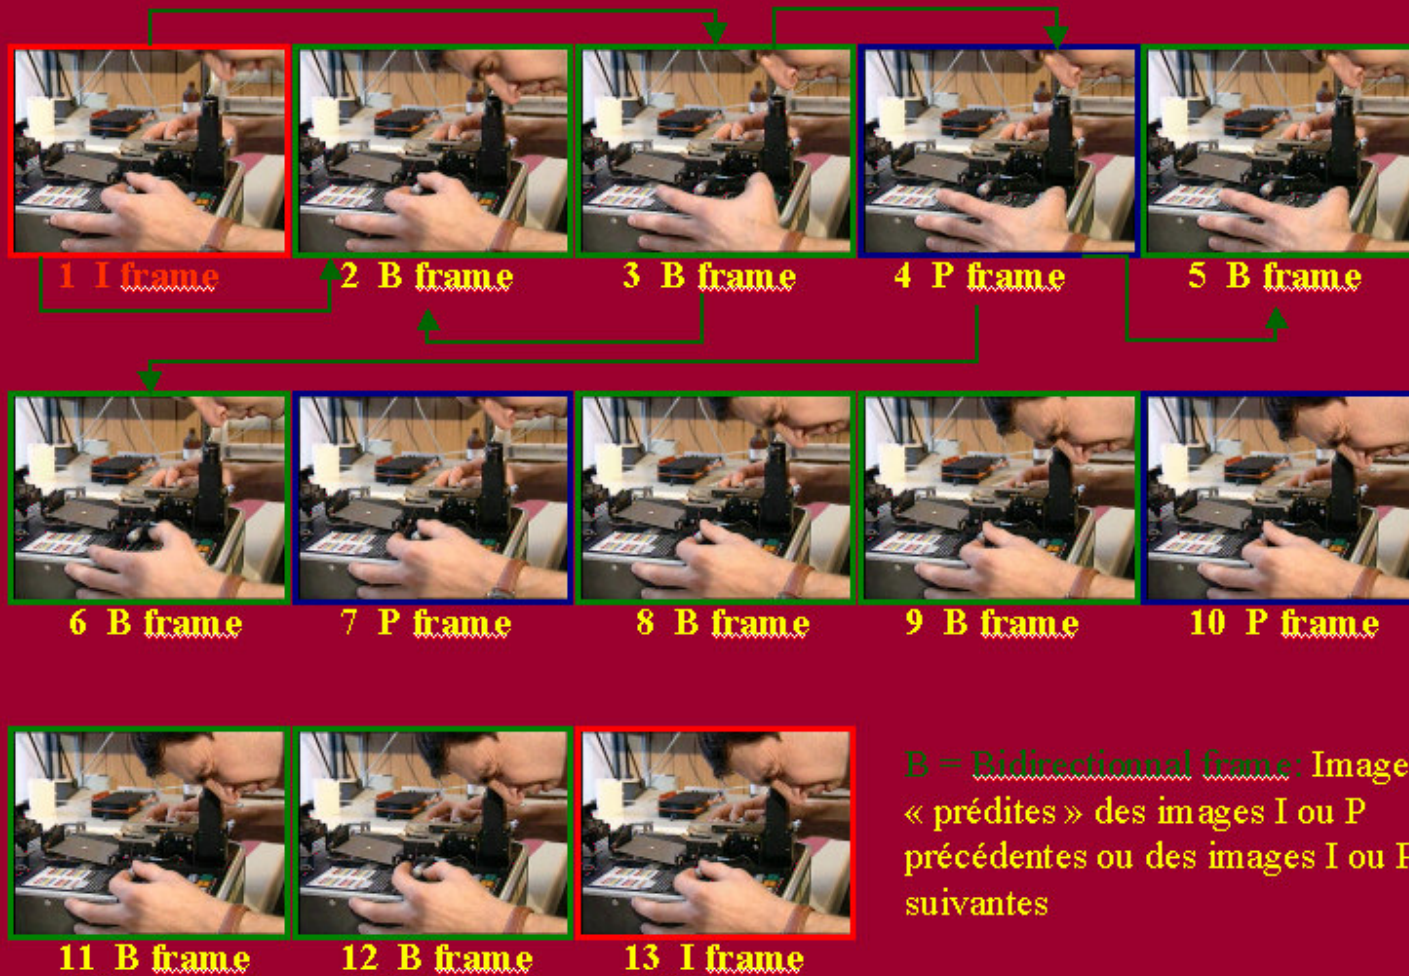 1 I frame
2 B frame
3 B frame
4 P frame
5 B frame
6 B frame
7 P frame
8 B frame
9 B frame
10 P frame
11 B frame
12 B frame
13 I frame
B = Bidirectionnal frame: Image
« prédites » des images I ou P
précédentes ou des images I ou P
suivantes